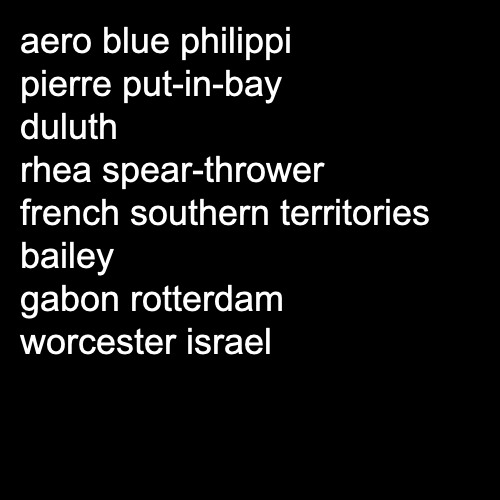 aero blue philippi
pierre put-in-bay
duluth
rhea spear-thrower
french southern territories
bailey
gabon rotterdam
worcester israel